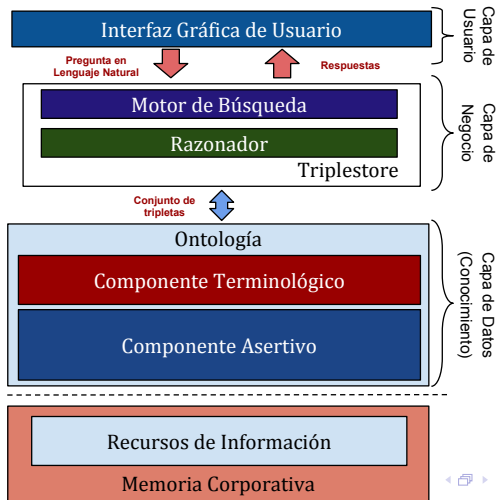 Interfaz Gráfica de Usuario
Capa de
Usuario
Pregunta en
Lenguaje Natural
Respuestas
Motor de Búsqueda
Razonador
Triplestore
Capa de
Negocio
Conjunto de
tripletas
Ontología
Componente Terminológico
Componente Asertivo
Capa de Datos
(Conocimiento)
Recursos de Información
Memoria Corporativa